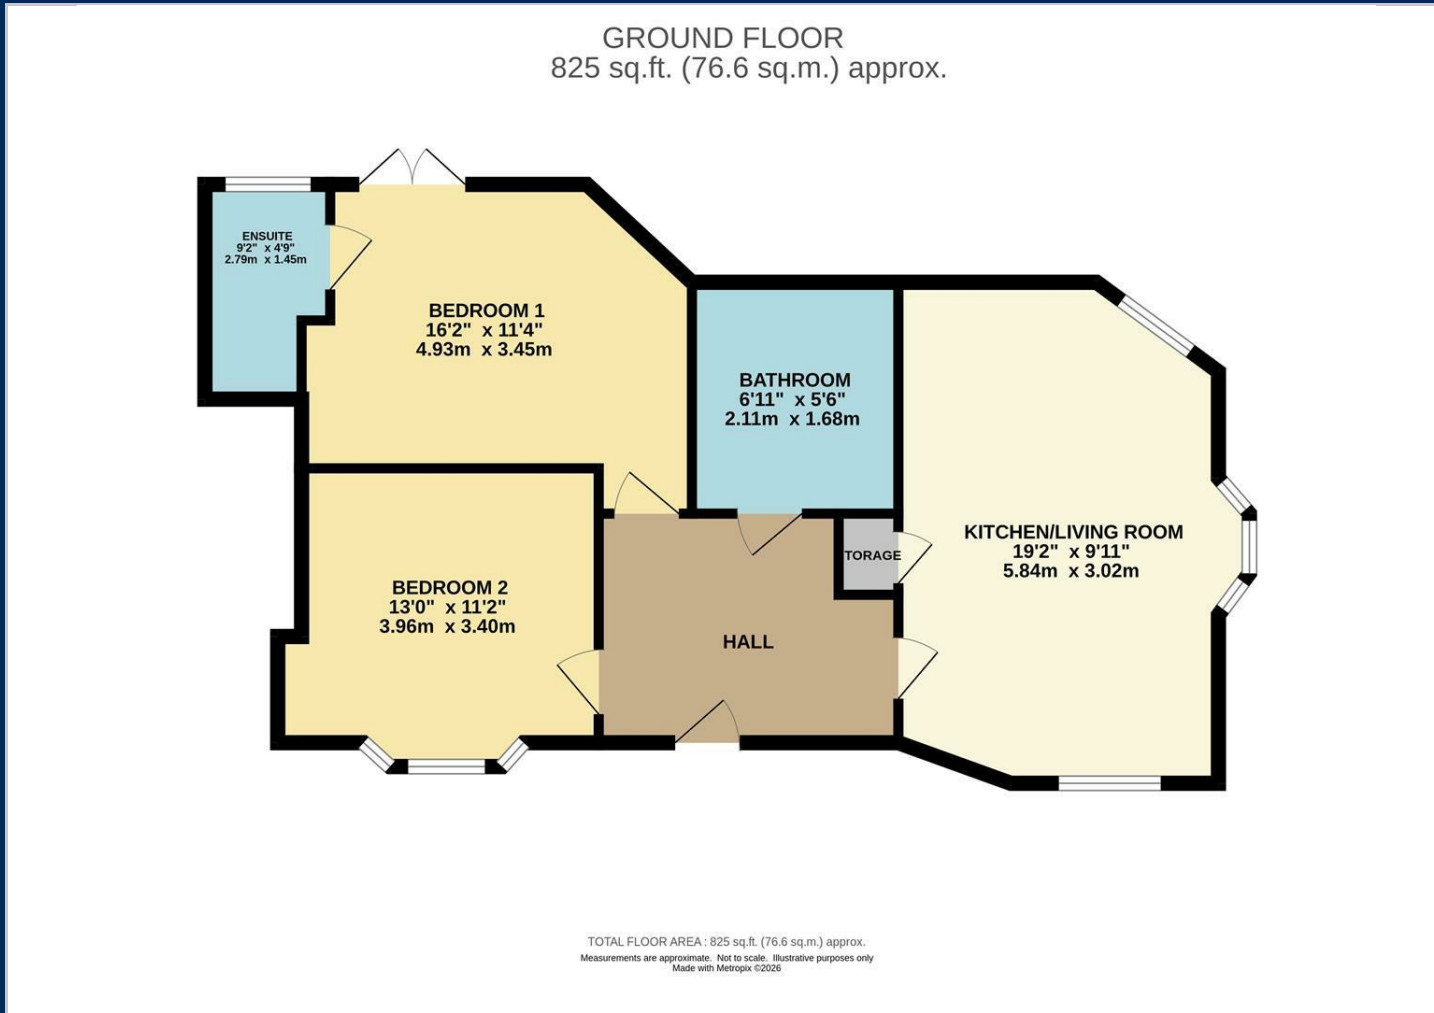 GROUND FLOOR
825 sq.ft. (76.6 sq.m.) approx.
ENSUITE
9'2" x 4'9"
2.79m x 1.45m
BEDROOM 1
16'2" x 11'4"
4.93m x 3.45m
BATHROOM
6'11" x 5'6"
2.11m x 1.68m
KITCHEN/LIVING ROOM
19'2" x 9'11"
5.84m x 3.02m
TORAGE
BEDROOM 2
13'0" x 11'2"
3.96m x 3.40m
HALL
TOTAL FLOOR AREA : 825 sq.ft. (76.6 sq.m.) approx.
Measurements are approximate. Not to scale. Illustrative purposes only
Made with Metropix ©2026